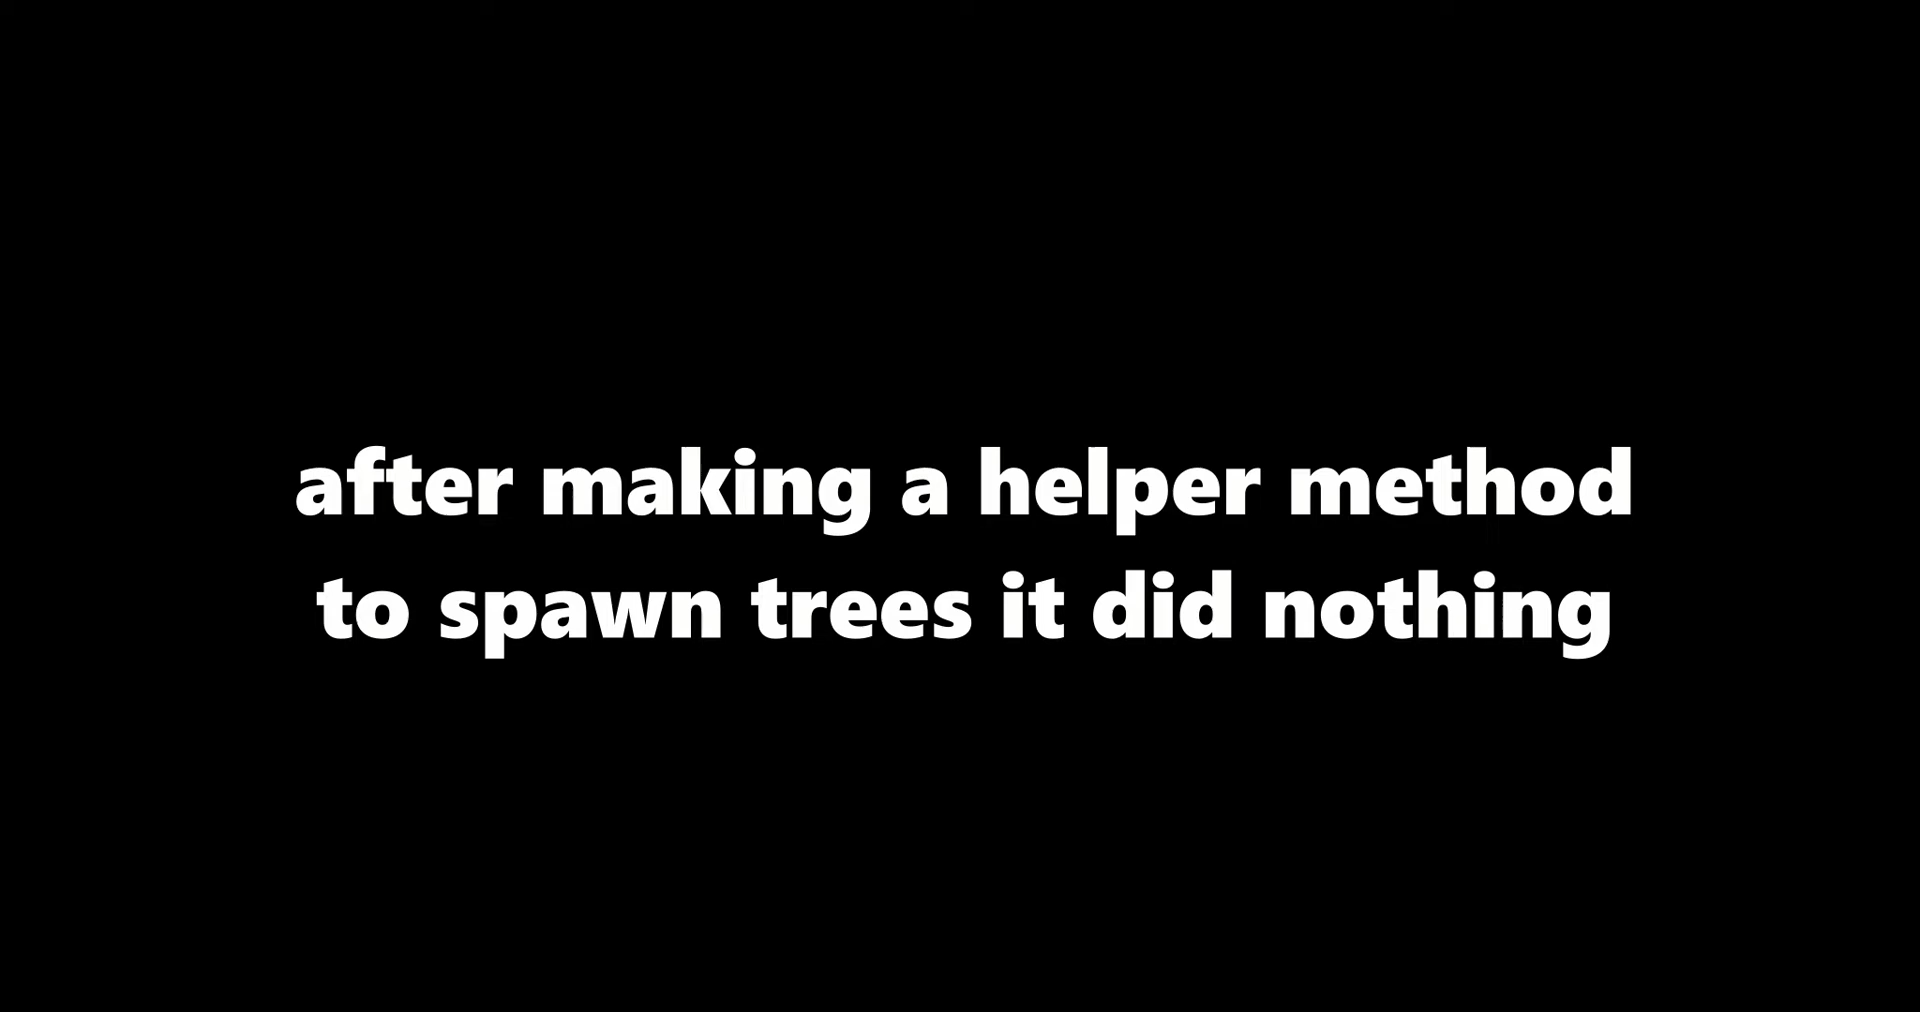 after making a helper method
to spawn trees it did nothing